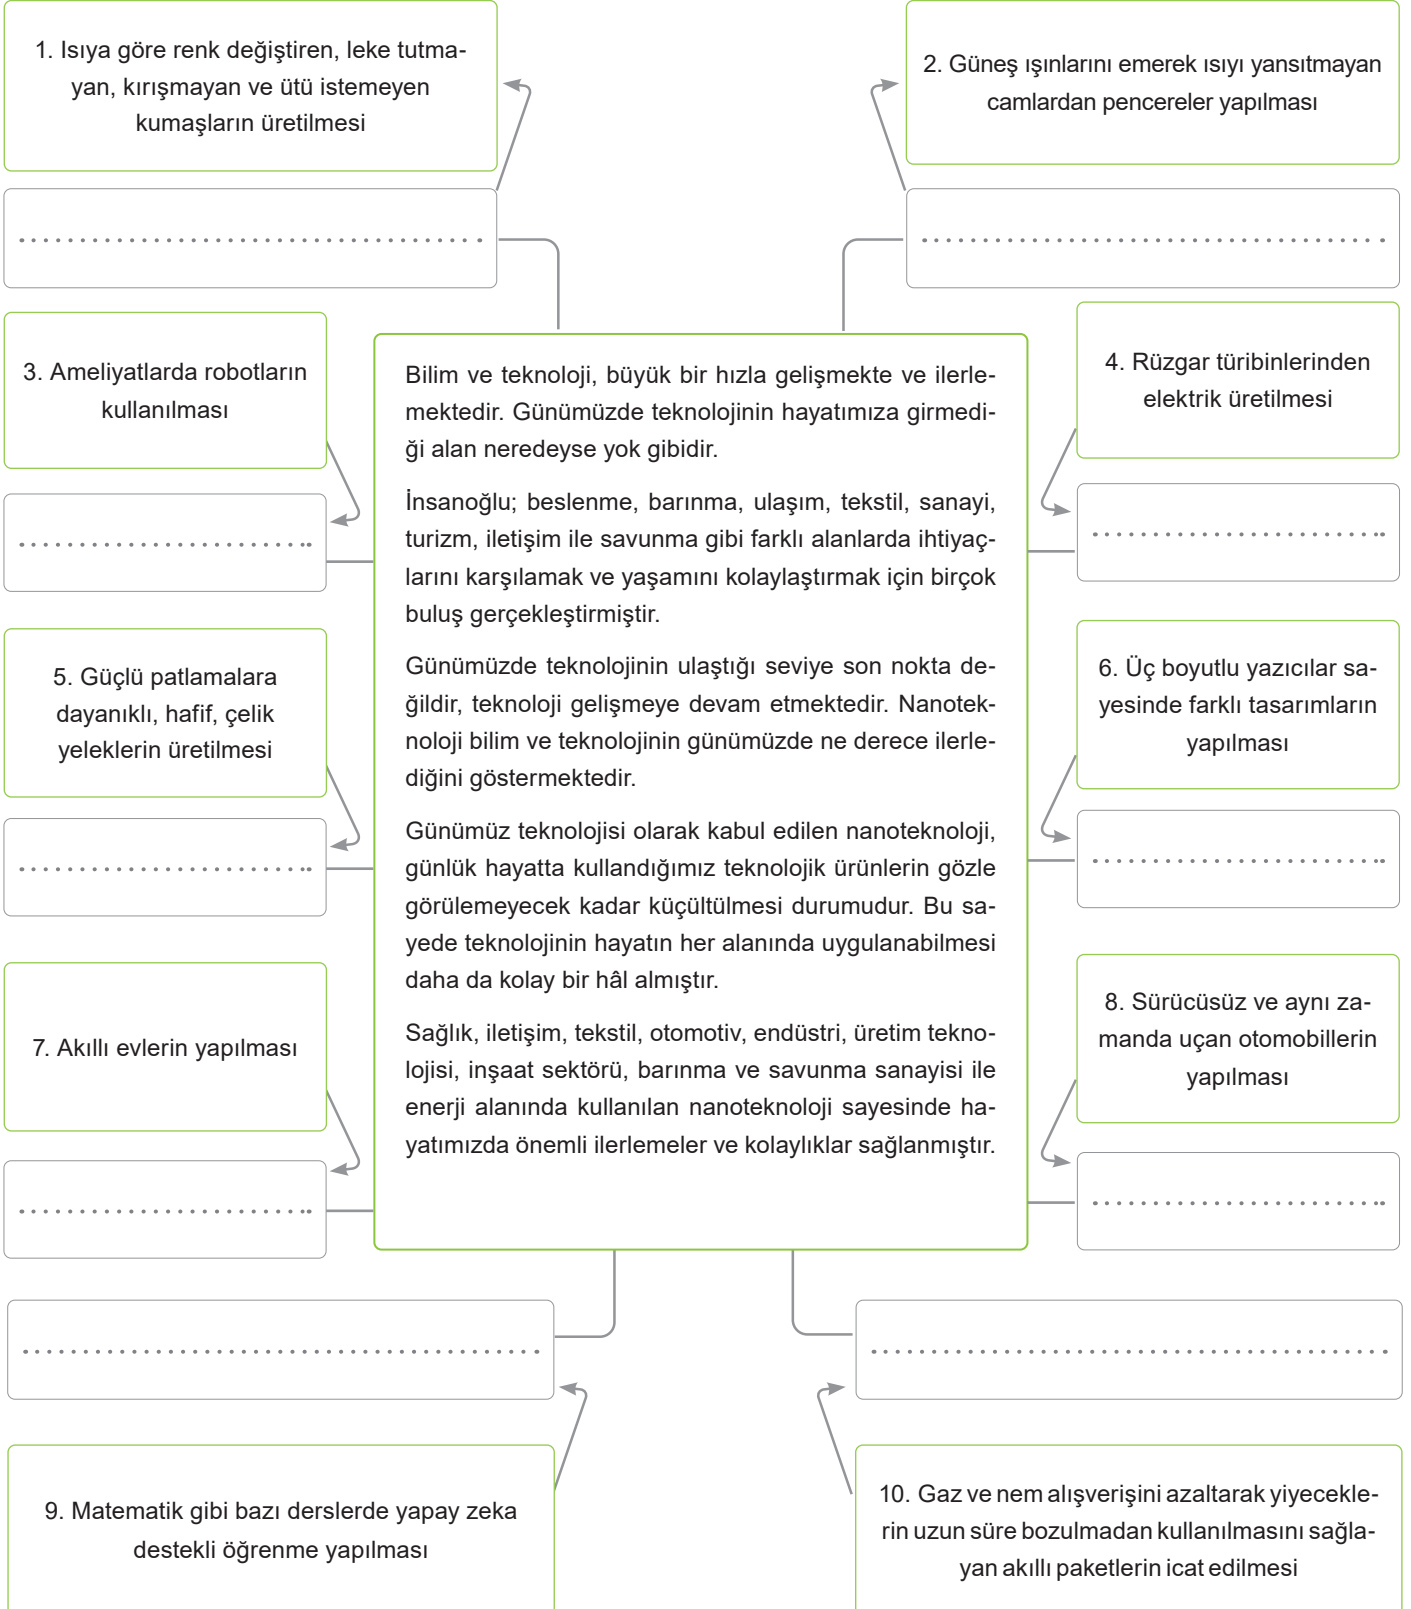 1. Isıya göre renk değiştiren, leke tutma-
yan, kırışmayan ve ütü istemeyen
kumaşların üretilmesi
2. Güneş ışınlarını emerek ısıyı yansıtmayan
camlardan pencereler yapılması
3. Ameliyatlarda robotların
kullanılması
4. Rüzgar türibinlerinden
elektrik üretilmesi
Bilim ve teknoloji, büyük bir hızla gelişmekte ve ilerle-
mektedir. Günümüzde teknolojinin hayatımıza girmedi-
ği alan neredeyse yok gibidir.
İnsanoğlu; beslenme, barınma, ulaşım, tekstil, sanayi,
turizm, iletişim ile savunma gibi farklı alanlarda ihtiyaç-
larını karşılamak ve yaşamını kolaylaştırmak için birçok
buluş gerçekleştirmiştir.
Günümüzde teknolojinin ulaştığı seviye son nokta de-
ğildir, teknoloji gelişmeye devam etmektedir. Nanotek-
noloji bilim ve teknolojinin günümüzde ne derece ilerle-
diğini göstermektedir.
Günümüz teknolojisi olarak kabul edilen nanoteknoloji,
günlük hayatta kullandığımız teknolojik ürünlerin gözle
görülemeyecek kadar küçültülmesi durumudur. Bu sa-
yede teknolojinin hayatın her alanında uygulanabilmesi
daha da kolay bir hâl almıştır.
Sağlık, iletişim, tekstil, otomotiv, endüstri, üretim tekno-
lojisi, inşaat sektörü, barınma ve savunma sanayisi ile
enerji alanında kullanılan nanoteknoloji sayesinde ha-
yatımızda önemli ilerlemeler ve kolaylıklar sağlanmıştır.
5. Güçlü patlamalara
dayanıklı, hafif, çelik
yeleklerin üretilmesi
6. Üç boyutlu yazıcılar sa-
yesinde farklı tasarımların
yapılması
7. Akıllı evlerin yapılması
8. Sürücüsüz ve aynı za-
manda uçan otomobillerin
yapılması
9. Matematik gibi bazı derslerde yapay zeka
destekli öğrenme yapılması
10. Gaz ve nem alışverişini azaltarak yiyecekle-
rin uzun süre bozulmadan kullanılmasını sağla-
yan akıllı paketlerin icat edilmesi